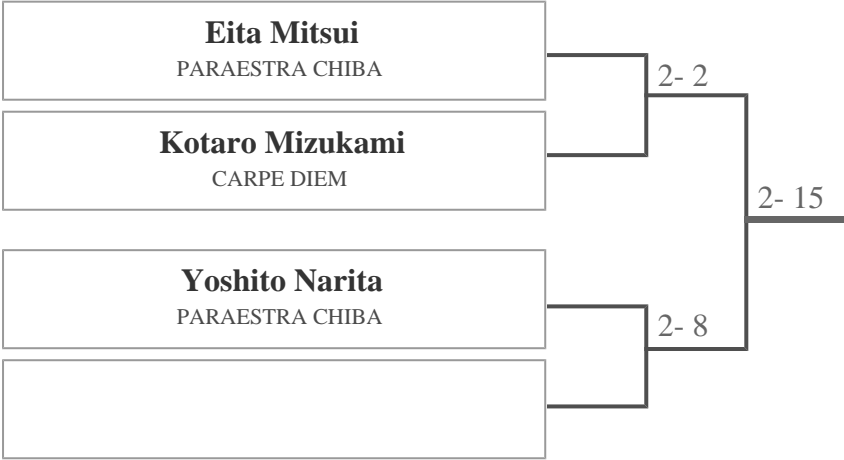 Eita Mitsui
PARAESTRA CHIBA
2- 2
Kotaro Mizukami
CARPE DIEM
2- 15
Yoshito Narita
PARAESTRA CHIBA
2- 8